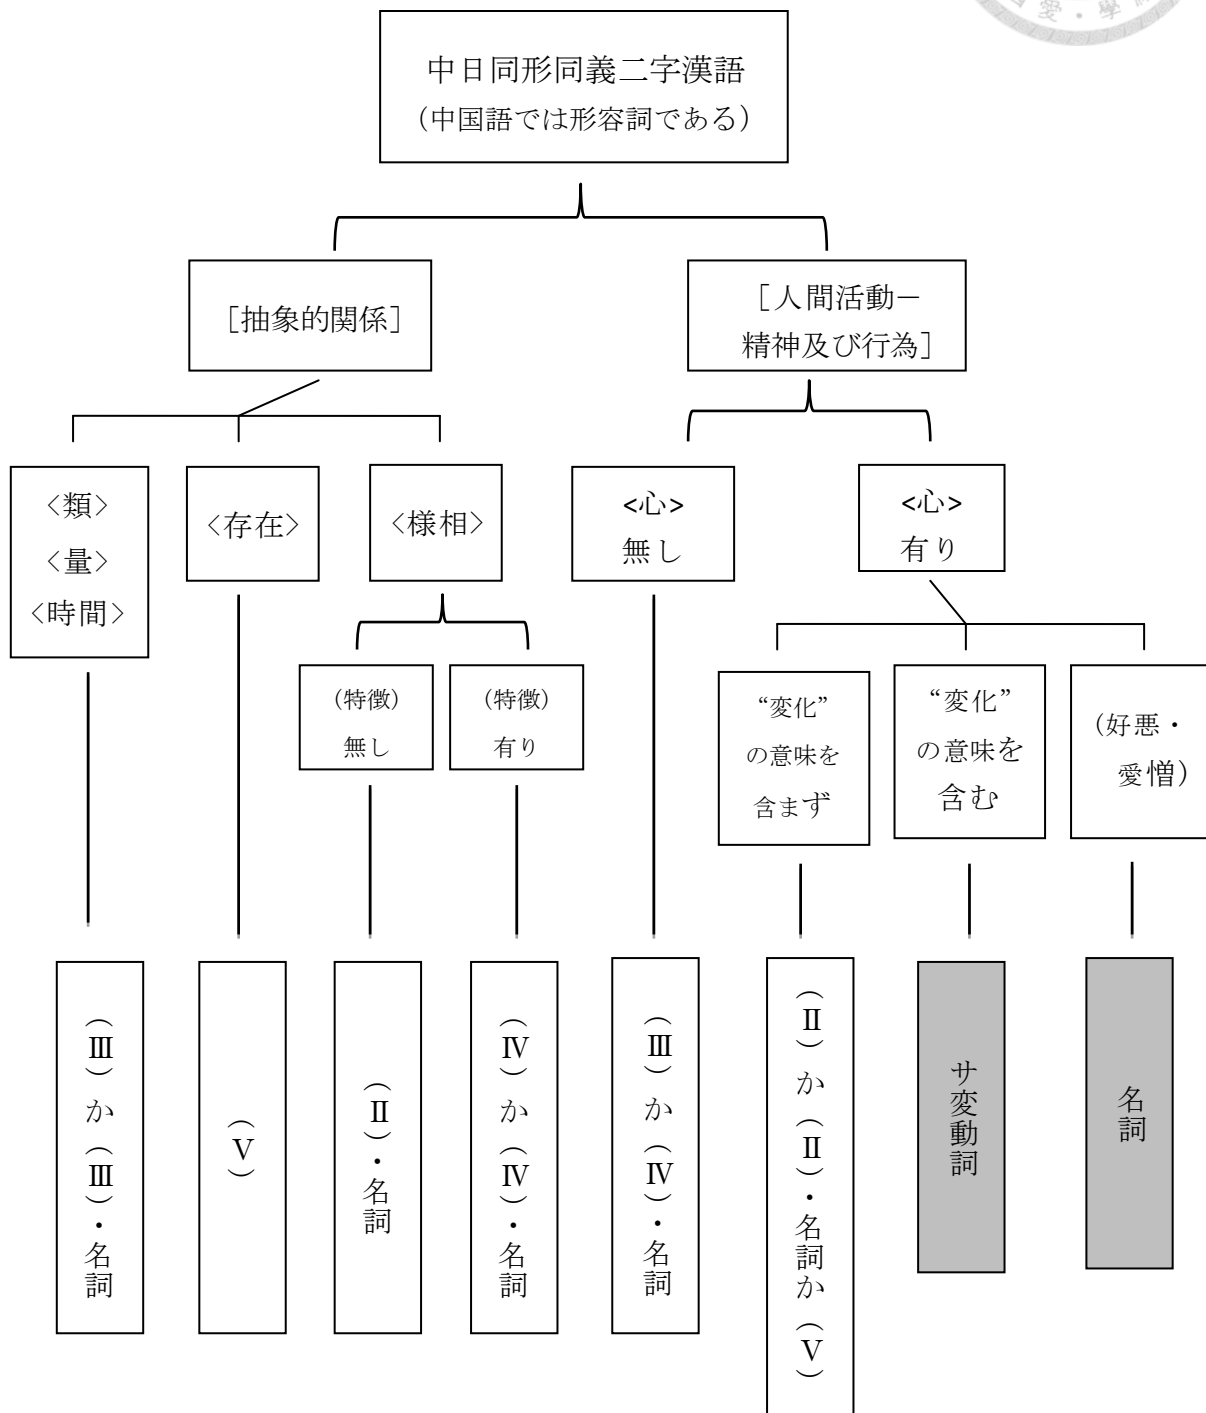 愛・學
中日同形同義二字漢語
（中国語では形容詞である）
［抽象的関係］
［人間活動－
精神及び行為］
〈類〉
〈量〉
〈時間〉
〈存在〉
〈様相〉
<心>
無し
<心>
有り
（特徴）
無し
（特徴）
有り
“変化”
の意味を
含まず
“変化”
の意味を
含む
（好悪・
愛憎）
（Ⅲ）か（Ⅲ）・名詞
（Ⅴ）
（Ⅱ）・名詞
（Ⅳ）か（Ⅳ）・名詞
（Ⅲ）か（Ⅳ）・名詞
（Ⅱ）か（Ⅱ）・名詞か（Ⅴ）
サ変動詞
名詞